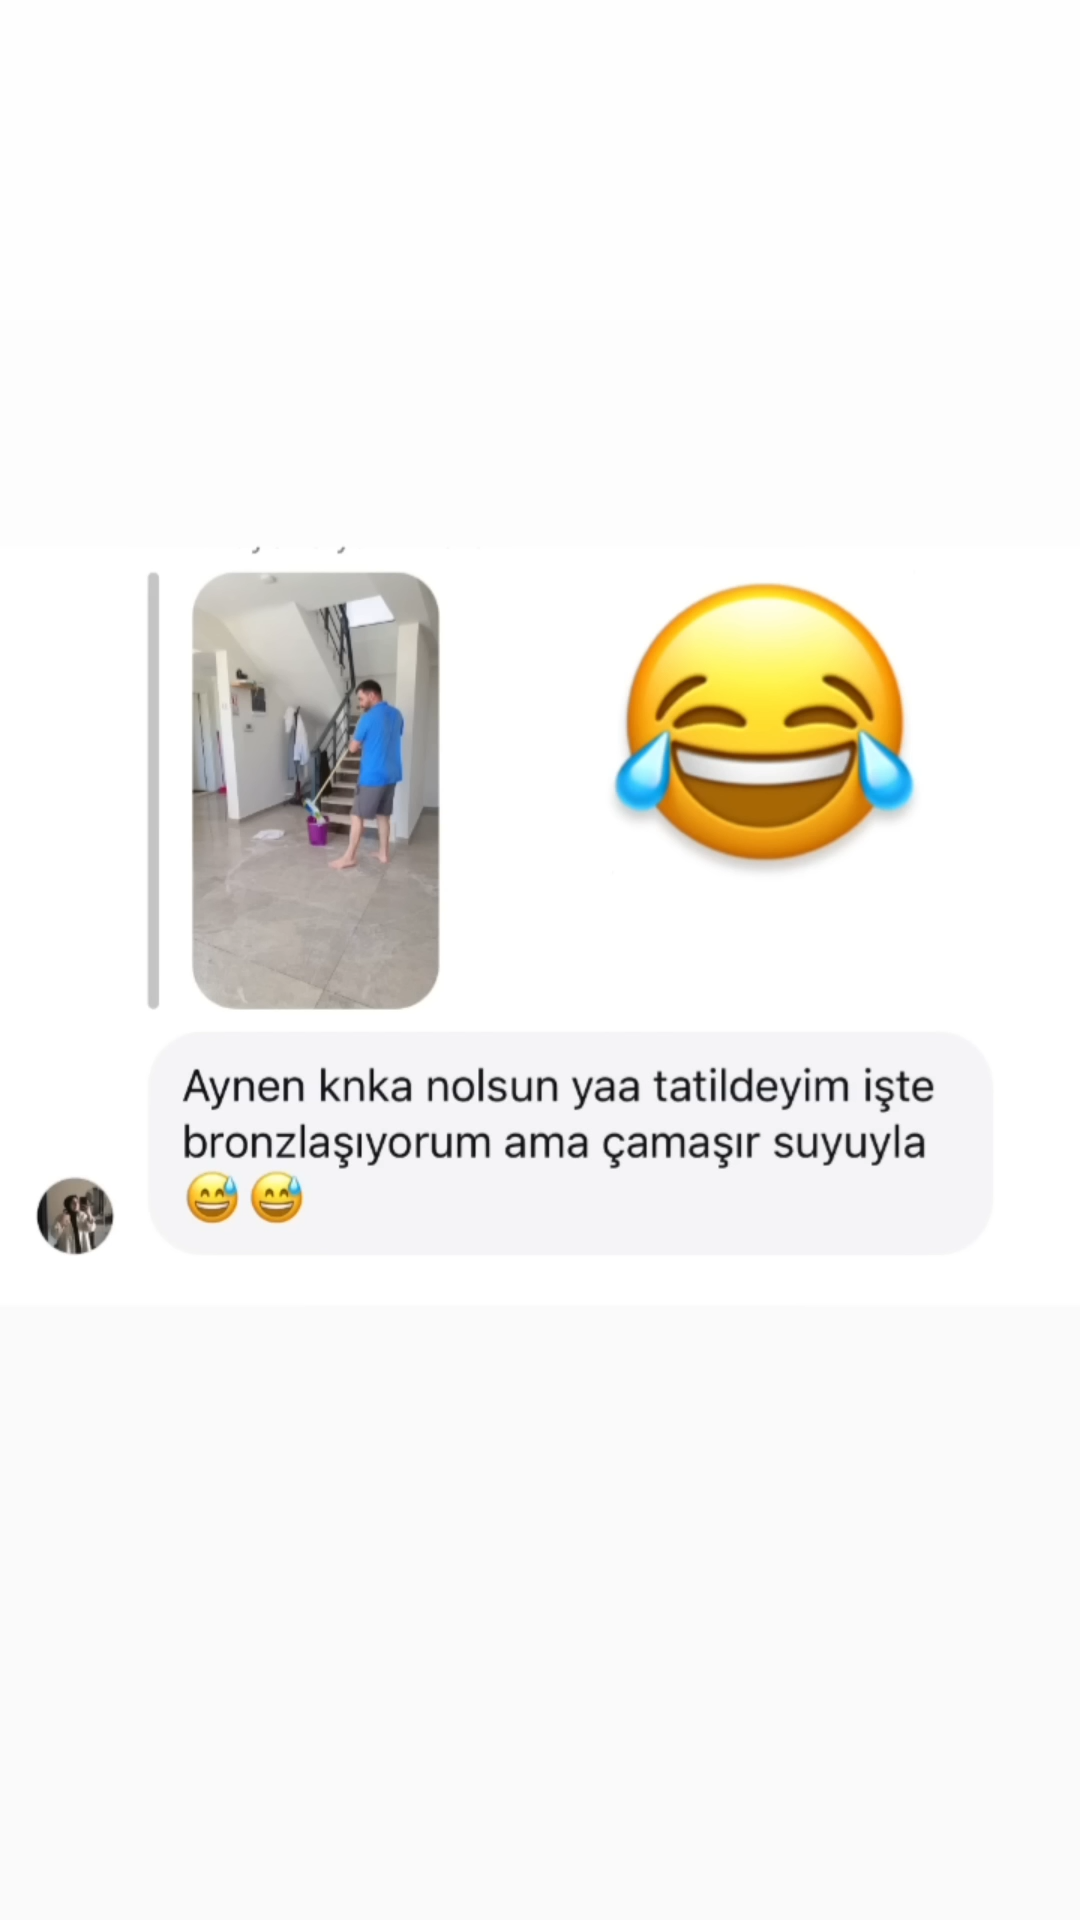 Aynen knka nolsun yaa tatildeyim işte
bronzlaşıyorum ama çamaşır suyuyla
😅 😅